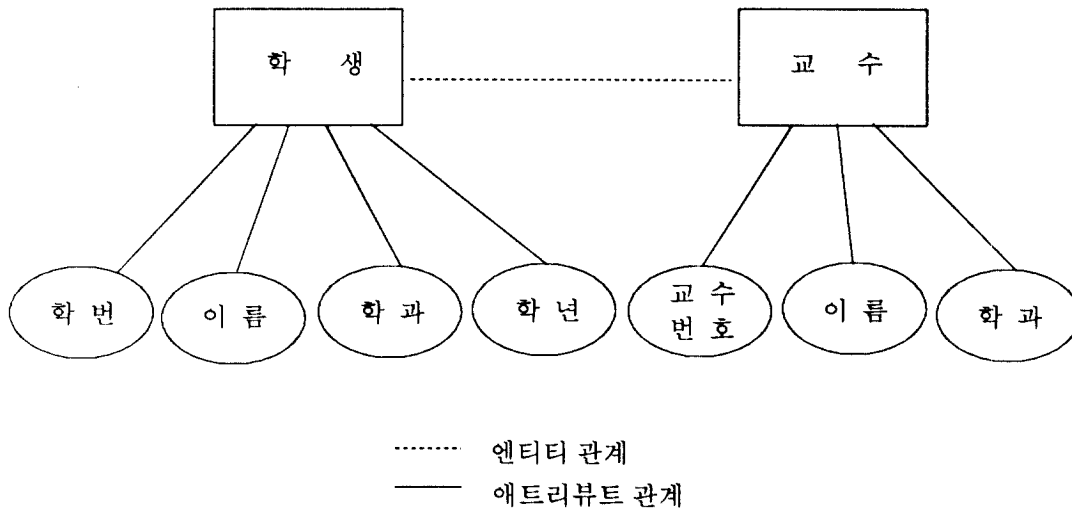 학 생
교 수
학 번
이 름
학 과
학 년
교 수
번 호
이 름
학 과
엔티티 관계
애트리뷰트 관계